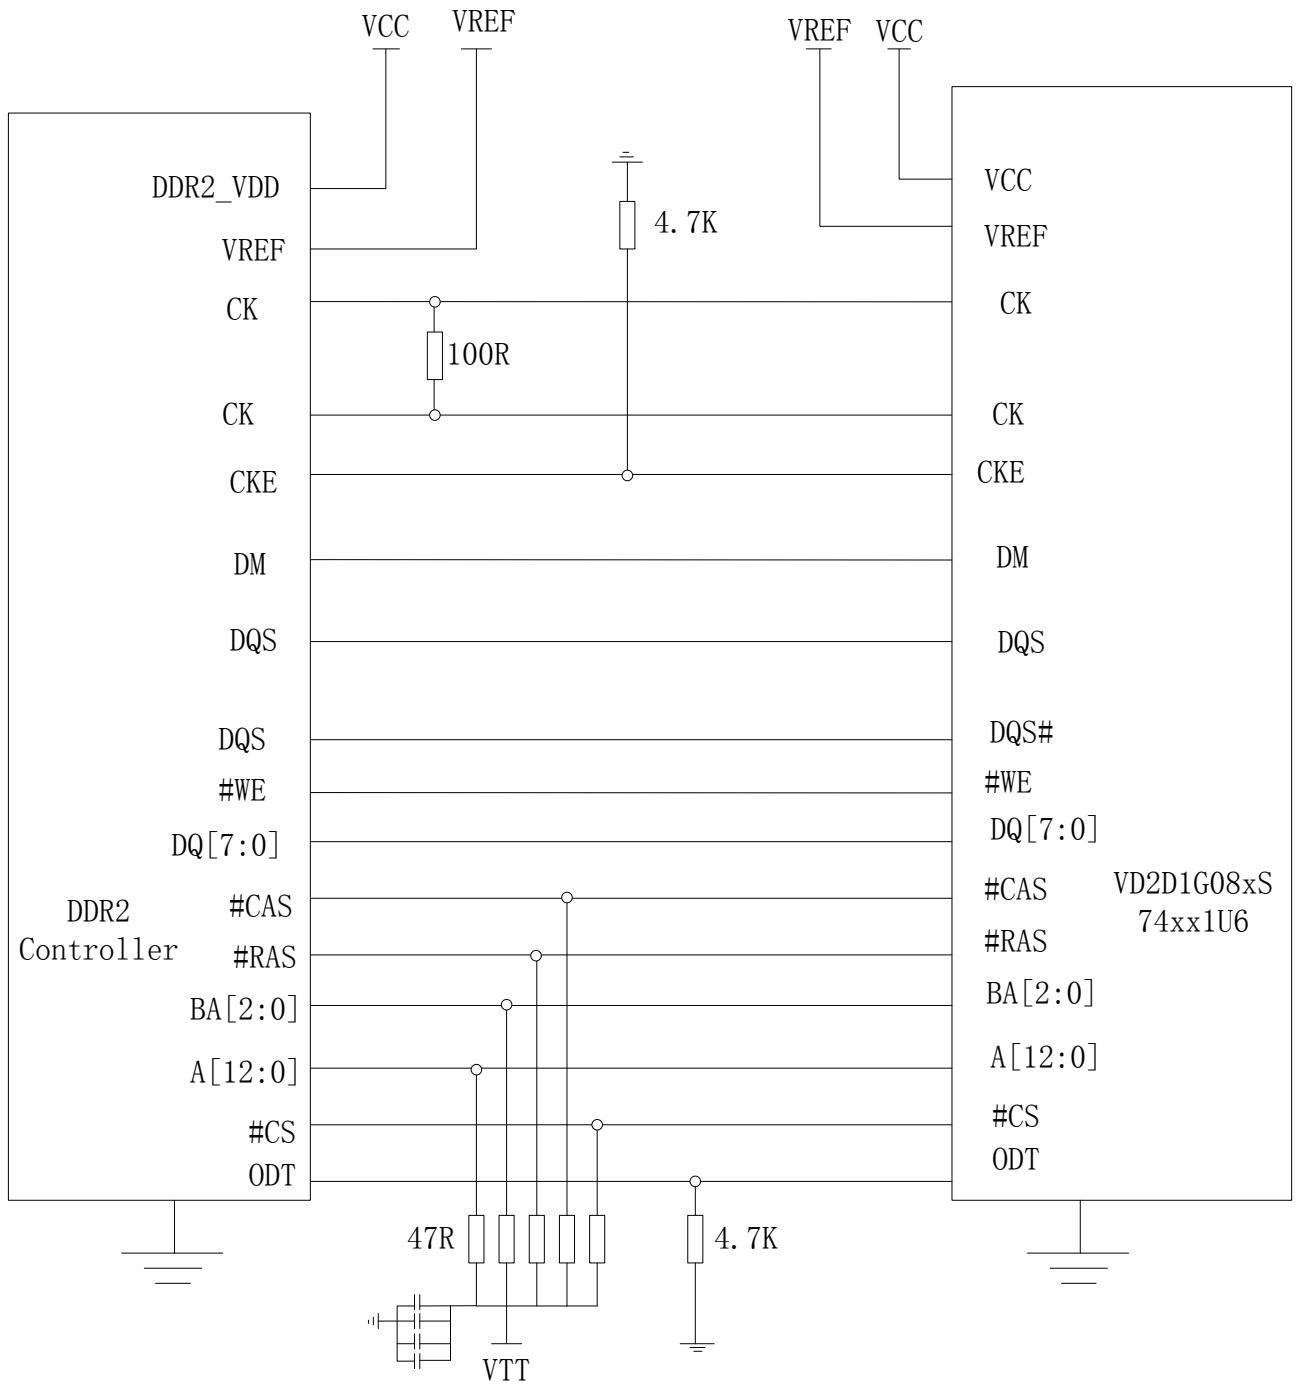 VCC
VREF
VREF
VCC
DDR2_VDD
VREF
CK
100R
CK
CKE
DM
DQS
DQS
#WE
DQ[7:0]
#CAS
#RAS
BA[2:0]
A[12:0]
#CS
ODT
DDR2
Controller
4.7K
VCC
VREF
CK
CK
CKE
DM
DQS
DQS#
#WE
DQ[7:0]
#CAS
#RAS
BA[2:0]
A[12:0]
#CS
ODT
VD2D1G08xS
74xx1U6
47R
4.7K
VTT